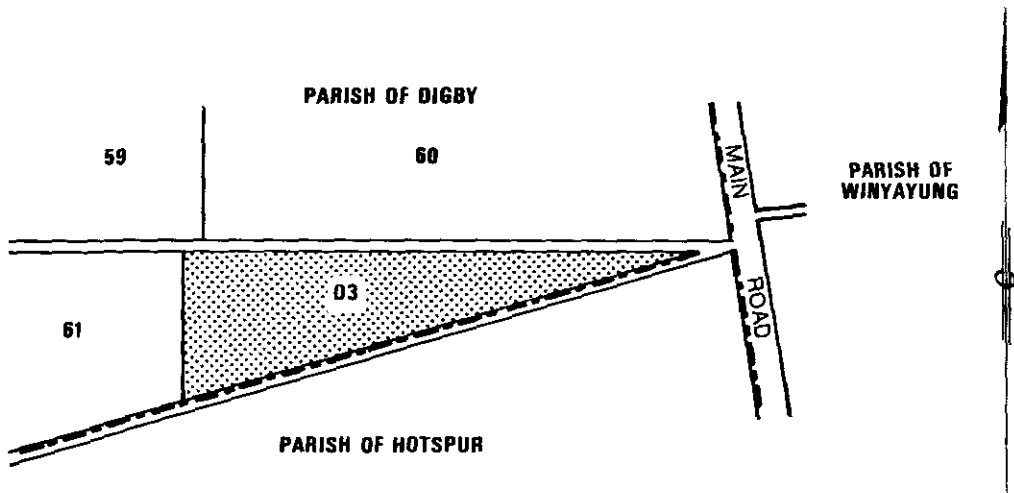 PARISH OF DIGBY
59
60
MAIN
ROAD
PARISH OF
WINYAYUNG
61
03
PARISH OF HOTSPUR